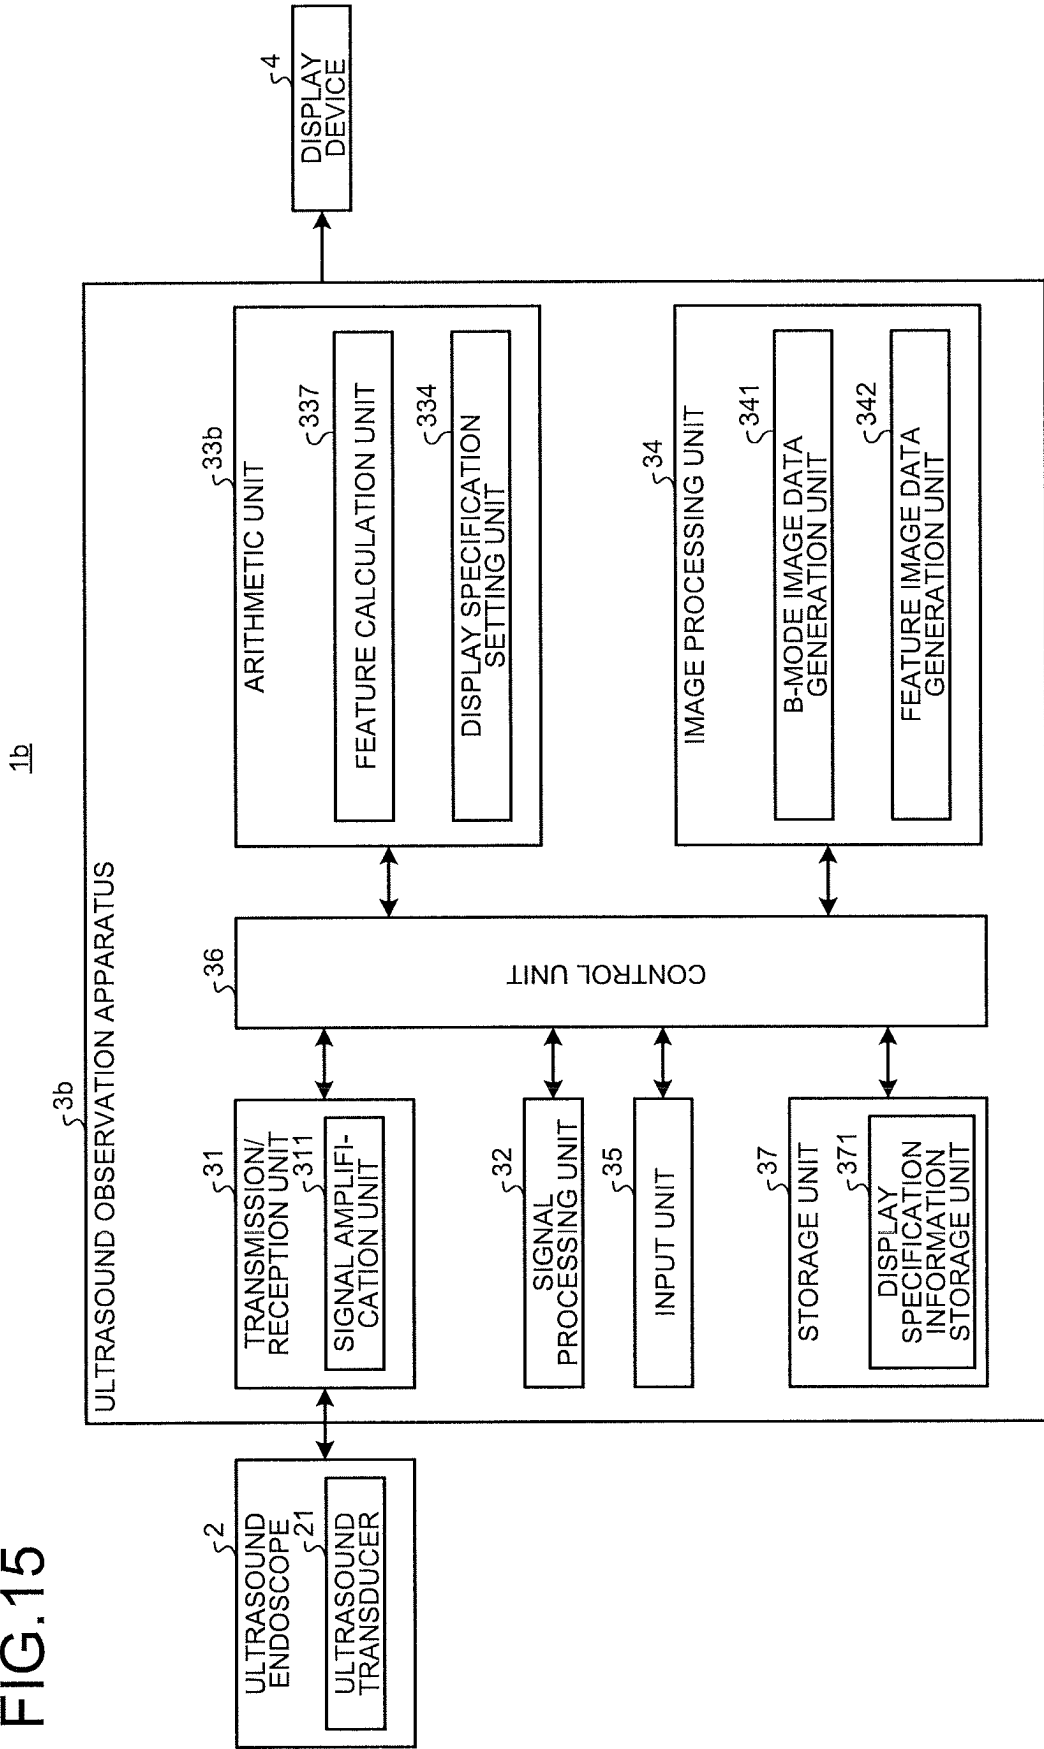 FIG.15
1b
3b
ULTRASOUND OBSERVATION APPARATUS
2
ULTRASOUND
ENDOSCOPE
21
ULTRASOUND
TRANSDUCER
31
TRANSMISSION/
RECEPTION UNIT
311
SIGNAL AMPLIFI-
CATION UNIT
32
SIGNAL
PROCESSING UNIT
35
INPUT UNIT
37
STORAGE UNIT
371
DISPLAY
SPECIFICATION
INFORMATION
STORAGE UNIT
36
CONTROL UNIT
33b
ARITHMETIC UNIT
337
FEATURE CALCULATION UNIT
334
DISPLAY SPECIFICATION
SETTING UNIT
34
IMAGE PROCESSING UNIT
341
B-MODE IMAGE DATA
GENERATION UNIT
342
FEATURE IMAGE DATA
GENERATION UNIT
4
DISPLAY
DEVICE